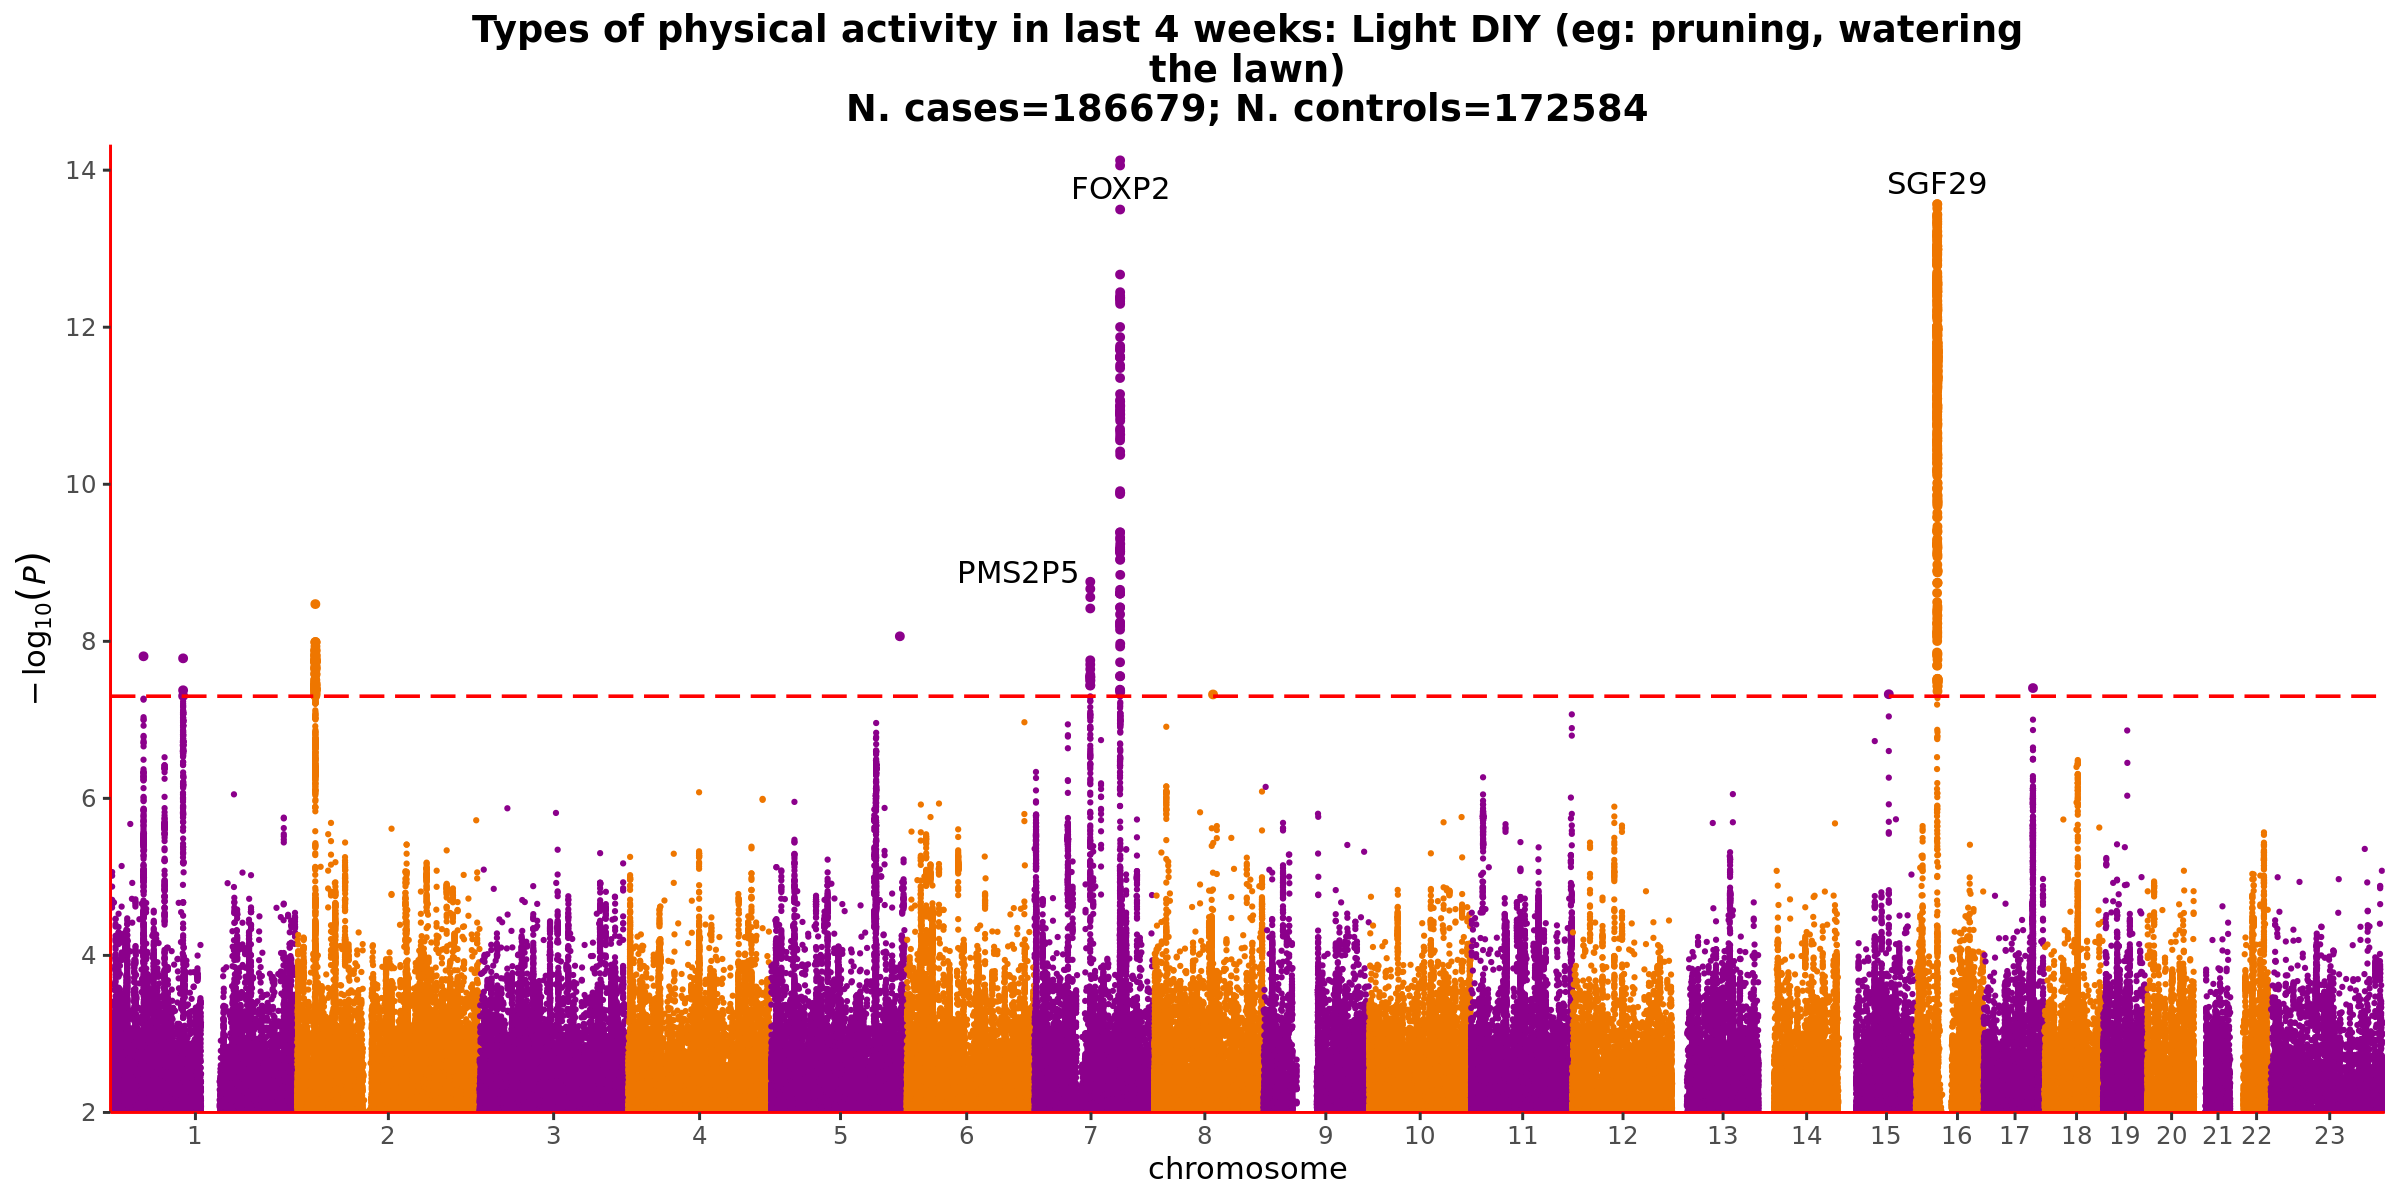 Types of physical activity in last 4 weeks: Light DIY (eg: pruning, watering
the lawn)
N. cases=186679; N. controls=172584
14
FOXP2
SGF29
12
10
PMS2P5
8
6
4
2
−log10(P)
1 2 3 4 5 6 7 8 9 10 11 12 13 14 15 16 17 18 19 20 21 22 23
chromosome